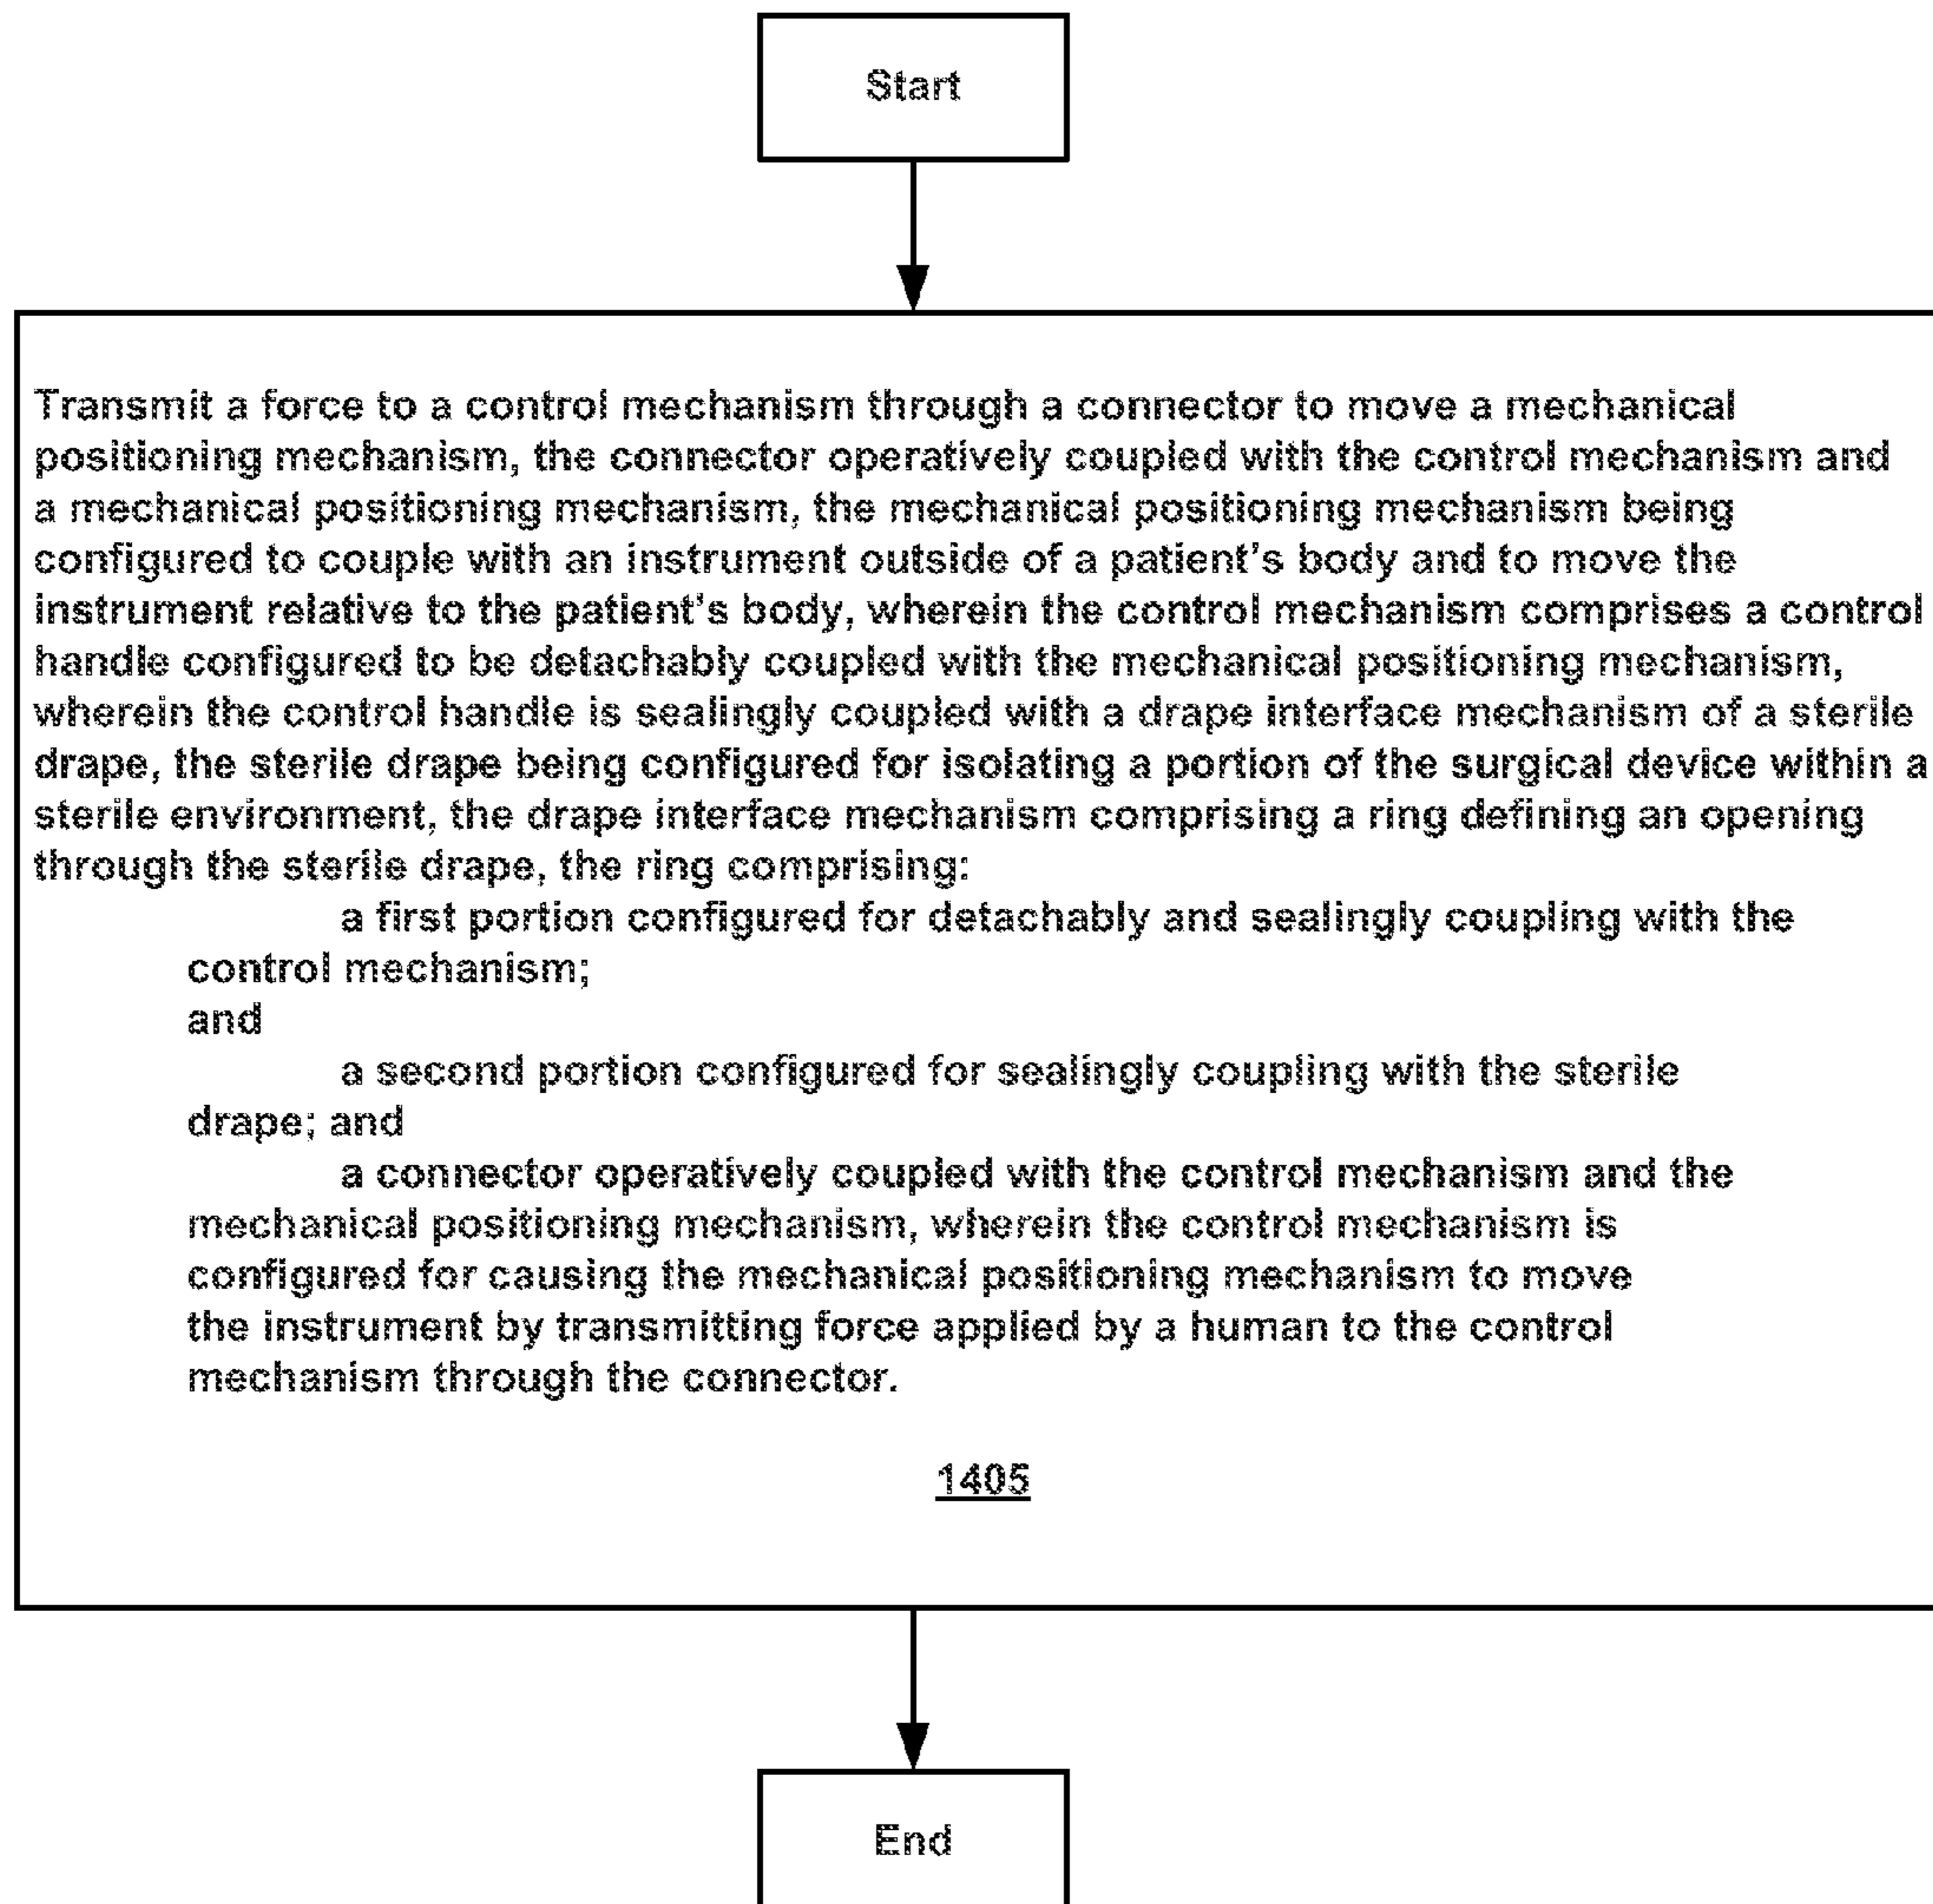 Start
Transmit a force to a control mechanism through a connector to move a mechanical
positioning mechanism, the connector operatively coupled with the control mechanism and
a mechanical positioning mechanism, the mechanical positioning mechanism being
configured to couple with an instrument outside of a patient's body and to move the
instrument relative to the patient's body, wherein the control mechanism comprises a control
handle configured to be detachably coupled with the mechanical positioning mechanism,
wherein the control handle is sealingly coupled with a drape interface mechanism of a sterile
drape, the sterile drape being configured for isolating a portion of the surgical device within a
sterile environment, the drape interface mechanism comprising a ring defining an opening
through the sterile drape, the ring comprising:
a first portion configured for detachably and sealingly coupling with the
control mechanism;
and
a second portion configured for sealingly coupling with the sterile
drape; and
a connector operatively coupled with the control mechanism and the
mechanical positioning mechanism, wherein the control mechanism is
configured for causing the mechanical positioning mechanism to move
the instrument by transmitting force applied by a human to the control
mechanism through the connector.
1405
End